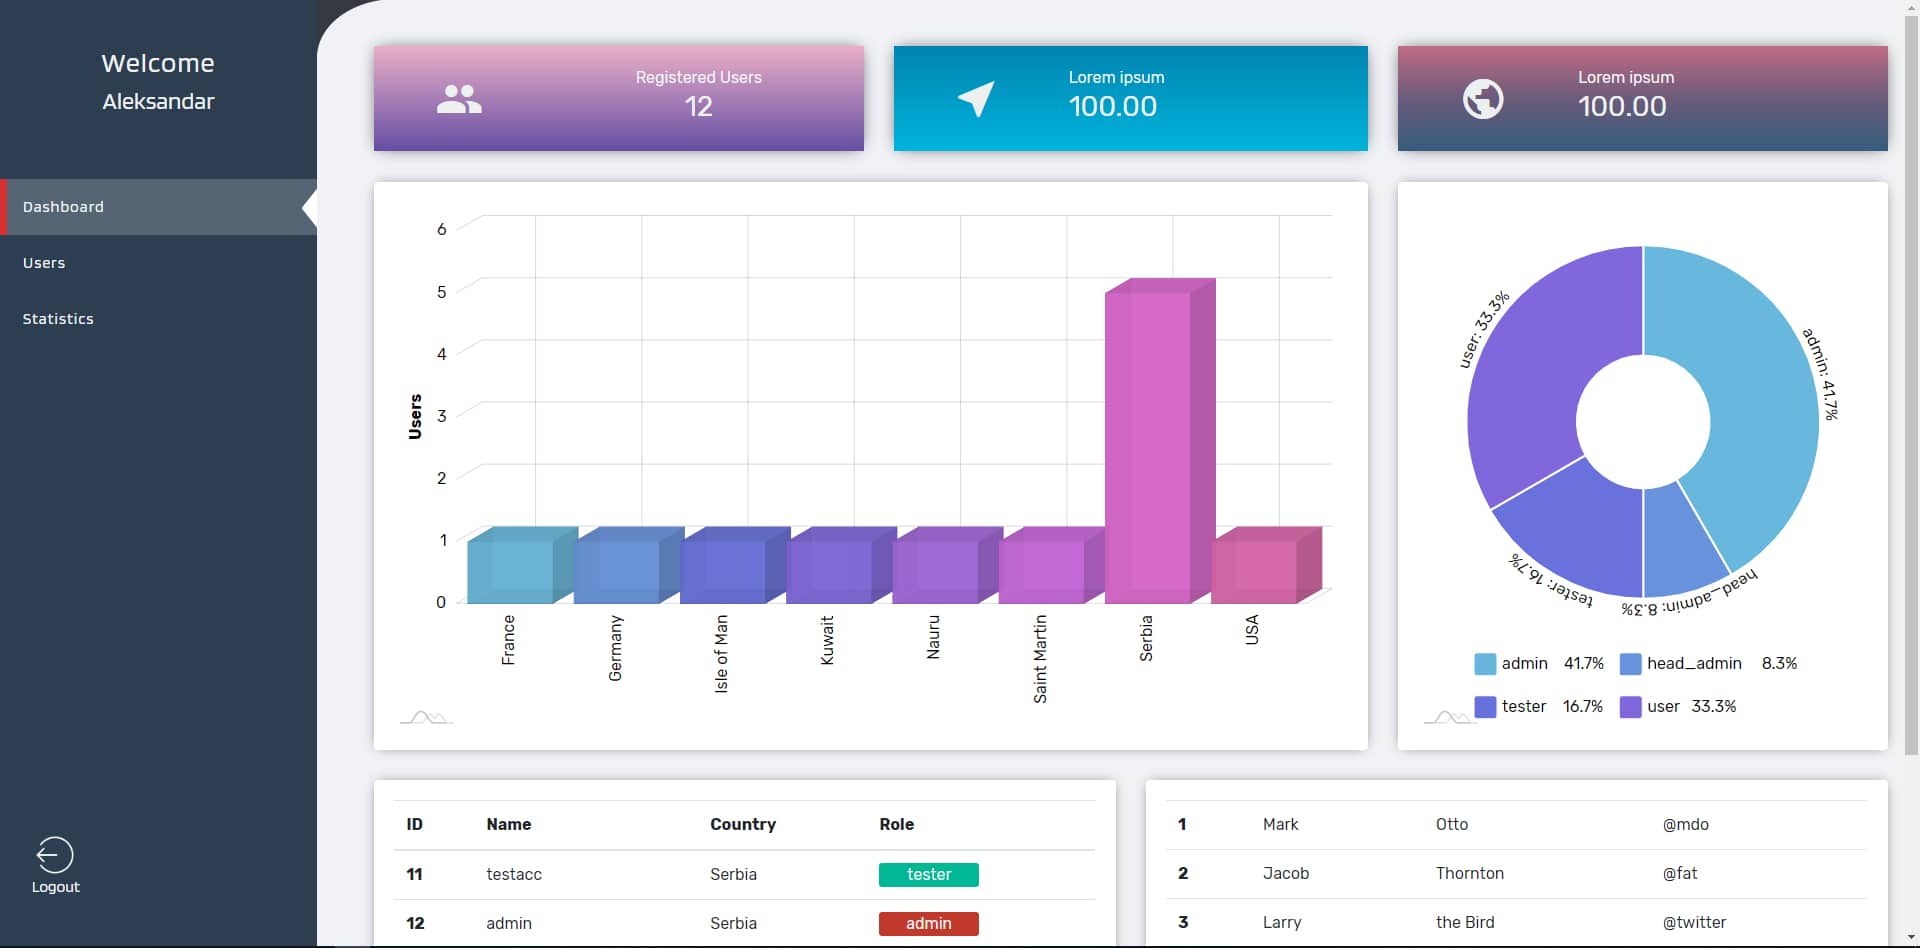 Welcome
Aleksandar
Dashboard
Users
Statistics
Logout
Registered Users
12
Lorem ipsum
100.00
Lorem ipsum
100.00
Users
6
5
4
3
2
1
0
France
Germany
Isle of Man
Kuwait
Nauru
Saint Martin
Serbia
USA
user: 33.3%
admin: 41.7%
tester: 16.7%
head_admin: 8.3%
admin 41.7% head_admin 8.3%
tester 16.7% user 33.3%
ID Name Country Role
11 testacc Serbia tester
12 admin Serbia admin
1 Mark Otto @mdo
2 Jacob Thornton @fat
3 Larry the Bird @twitter